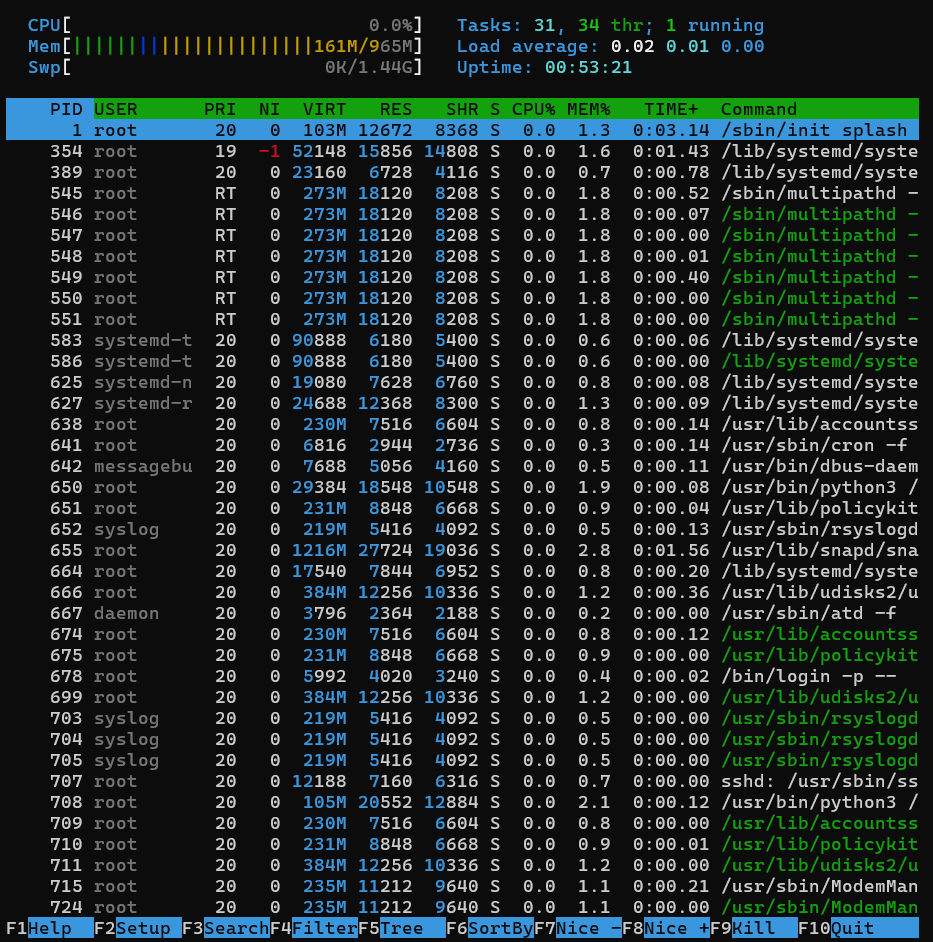 CPU[ 0.0%] Tasks: 31, 34 thr; 1 running
Mem[||||||||||||||||||||||161M/965M] Load average: 0.02 0.01 0.00
Swp[ 0K/1.44G] Uptime: 00:53:21
PID USER PRI NI VIRT RES SHR S CPU% MEM% TIME+ Command
1 root 20 0 103M 12672 8368 S 0.0 1.3 0:03.14 /sbin/init splash
354 root 19 -1 52148 15856 14808 S 0.0 1.6 0:01.43 /lib/systemd/syste
389 root 20 0 23160 6728 4116 S 0.0 0.7 0:00.78 /lib/systemd/syste
545 root RT 0 273M 18120 8208 S 0.0 1.8 0:00.52 /sbin/multipathd -
546 root RT 0 273M 18120 8208 S 0.0 1.8 0:00.07 /sbin/multipathd -
547 root RT 0 273M 18120 8208 S 0.0 1.8 0:00.00 /sbin/multipathd -
548 root RT 0 273M 18120 8208 S 0.0 1.8 0:00.01 /sbin/multipathd -
549 root RT 0 273M 18120 8208 S 0.0 1.8 0:00.40 /sbin/multipathd -
550 root RT 0 273M 18120 8208 S 0.0 1.8 0:00.00 /sbin/multipathd -
551 root RT 0 273M 18120 8208 S 0.0 1.8 0:00.00 /sbin/multipathd -
583 systemd-t 20 0 90888 6180 5400 S 0.0 0.6 0:00.06 /lib/systemd/syste
586 systemd-t 20 0 90888 6180 5400 S 0.0 0.6 0:00.00 /lib/systemd/syste
625 systemd-n 20 0 19080 7628 6760 S 0.0 0.8 0:00.08 /lib/systemd/syste
627 systemd-r 20 0 24688 12368 8300 S 0.0 1.3 0:00.09 /lib/systemd/syste
638 root 20 0 230M 7516 6604 S 0.0 0.8 0:00.14 /usr/lib/accountss
641 root 20 0 6816 2944 2736 S 0.0 0.3 0:00.14 /usr/sbin/cron -f
642 messagebu 20 0 7688 5056 4160 S 0.0 0.5 0:00.11 /usr/bin/dbus-daem
650 root 20 0 29384 18548 10548 S 0.0 1.9 0:00.08 /usr/bin/python3 /
651 root 20 0 231M 8848 6668 S 0.0 0.9 0:00.04 /usr/lib/policykit
652 syslog 20 0 219M 5416 4092 S 0.0 0.5 0:00.13 /usr/sbin/rsyslogd
655 root 20 0 1216M 27724 19036 S 0.0 2.8 0:01.56 /usr/lib/snapd/sna
664 root 20 0 17540 7844 6952 S 0.0 0.8 0:00.20 /lib/systemd/syste
666 root 20 0 384M 12256 10336 S 0.0 1.2 0:00.36 /usr/lib/udisks2/u
667 daemon 20 0 3796 2364 2188 S 0.0 0.2 0:00.00 /usr/sbin/atd -f
674 root 20 0 230M 7516 6604 S 0.0 0.8 0:00.12 /usr/lib/accountss
675 root 20 0 231M 8848 6668 S 0.0 0.9 0:00.00 /usr/lib/policykit
678 root 20 0 5992 4020 3240 S 0.0 0.4 0:00.02 /bin/login -p --
699 root 20 0 384M 12256 10336 S 0.0 1.2 0:00.00 /usr/lib/udisks2/u
703 syslog 20 0 219M 5416 4092 S 0.0 0.5 0:00.00 /usr/sbin/rsyslogd
704 syslog 20 0 219M 5416 4092 S 0.0 0.5 0:00.00 /usr/sbin/rsyslogd
705 syslog 20 0 219M 5416 4092 S 0.0 0.5 0:00.00 /usr/sbin/rsyslogd
707 root 20 0 12188 7160 6316 S 0.0 0.7 0:00.00 sshd: /usr/sbin/ss
708 root 20 0 105M 20552 12884 S 0.0 2.1 0:00.12 /usr/bin/python3 /
709 root 20 0 230M 7516 6604 S 0.0 0.8 0:00.00 /usr/lib/accountss
710 root 20 0 231M 8848 6668 S 0.0 0.9 0:00.01 /usr/lib/policykit
711 root 20 0 384M 12256 10336 S 0.0 1.2 0:00.00 /usr/lib/udisks2/u
715 root 20 0 235M 11212 9640 S 0.0 1.1 0:00.21 /usr/sbin/ModemMan
724 root 20 0 235M 11212 9640 S 0.0 1.1 0:00.00 /usr/sbin/ModemMan
F1Help F2Setup F3SearchF4FilterF5Tree F6SortByF7Nice -F8Nice +F9Kill F10Quit